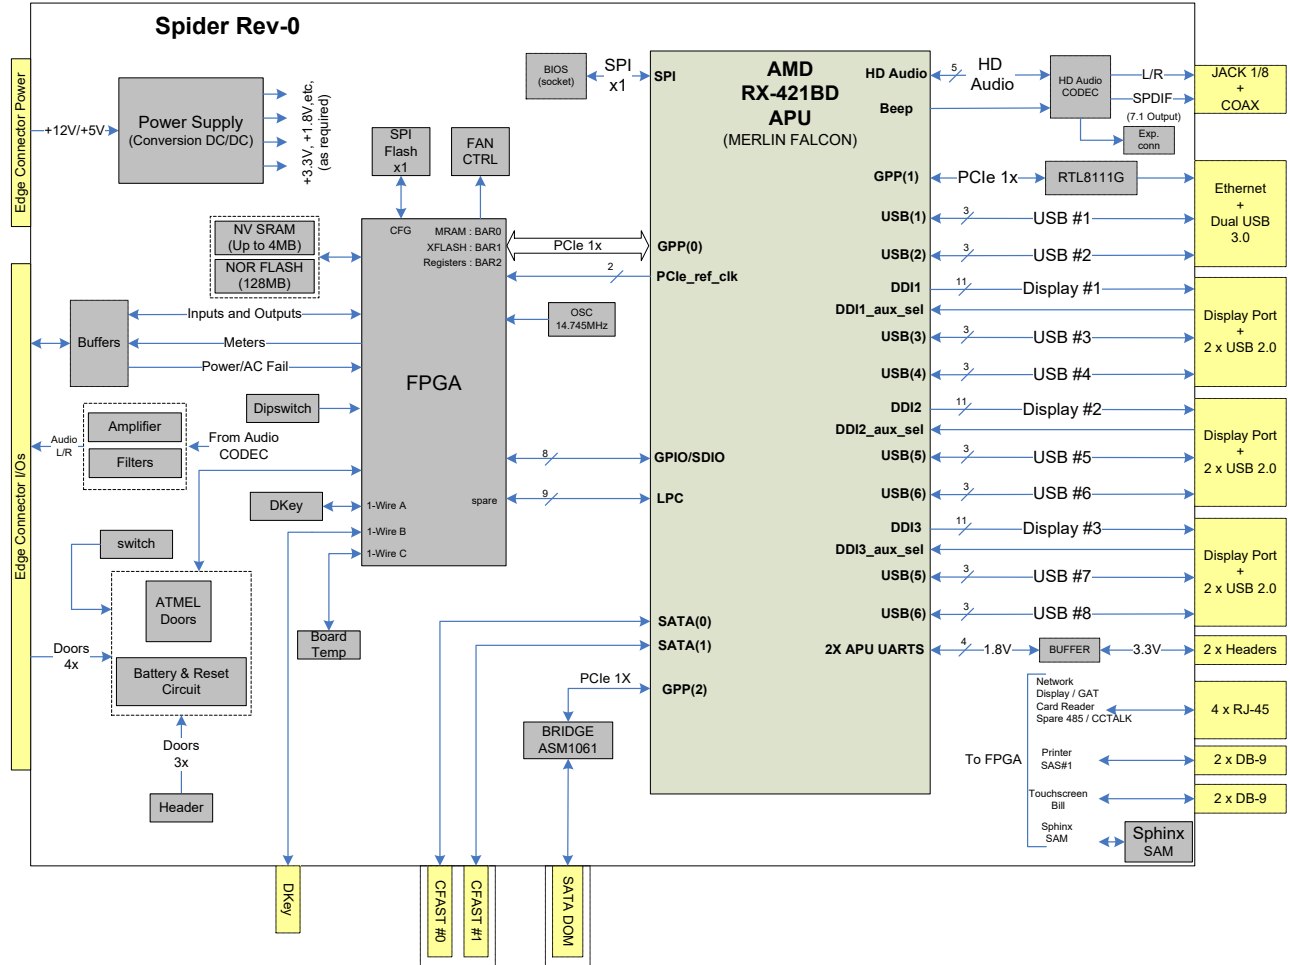 Spider Rev-0
Edge Connector Power
+12V/+5V
Power Supply
(Conversion DC/DC)
+3.3V, +1.8V,etc,
(as required)
SPI
Flash
x1
FAN
CTRL
BIOS
(socket)
SPI
x1
SPI
AMD
RX-421BD
APU
(MERLIN FALCON)
HD Audio
5
HD
Audio
HD Audio
CODEC
L/R
SPDIF
(7.1 Output)
Exp.
conn
JACK 1/8
+
COAX
Beep
GPP(1)
PCIe 1x
RTL8111G
Ethernet
+
Dual USB
3.0
USB(1)
3
USB #1
USB(2)
3
USB #2
NV SRAM
(Up to 4MB)
NOR FLASH
(128MB)
CFG
MRAM : BAR0
XFLASH : BAR1
Registers : BAR2
PCIe 1x
GPP(0)
2
PCIe_ref_clk
OSC
14.745MHz
DDI1
11
Display #1
DDI1_aux_sel
USB(3)
3
USB #3
USB(4)
3
USB #4
Display Port
+
2 x USB 2.0
Edge Connector I/Os
Buffers
Inputs and Outputs
Meters
Power/AC Fail
FPGA
Dipswitch
DDI2
11
Display #2
DDI2_aux_sel
USB(5)
3
USB #5
USB(6)
3
USB #6
Display Port
+
2 x USB 2.0
Audio
L/R
Amplifier
Filters
From Audio
CODEC
8
GPIO/SDIO
spare
9
LPC
DKey
1-Wire A
1-Wire B
1-Wire C
DDI3
11
Display #3
DDI3_aux_sel
USB(5)
3
USB #7
USB(6)
3
USB #8
Display Port
+
2 x USB 2.0
switch
ATMEL
Doors
Doors
4x
Battery & Reset
Circuit
Doors
3x
Header
Board
Temp
SATA(0)
SATA(1)
2X APU UARTS
4
1.8V
BUFFER
3.3V
2 x Headers
PCIe 1X
GPP(2)
BRIDGE
ASM1061
To FPGA
Network
Display / GAT
Card Reader
Spare 485 / CCTALK
4 x RJ-45
Printer
SAS#1
2 x DB-9
Touchscreen
Bill
2 x DB-9
Sphinx
SAM
Sphinx
SAM
DKey
CFAST #0
CFAST #1
SATA DOM